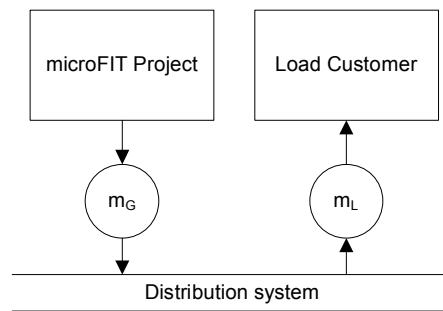 microFIT Project
Load Customer
mG
mL
Distribution system